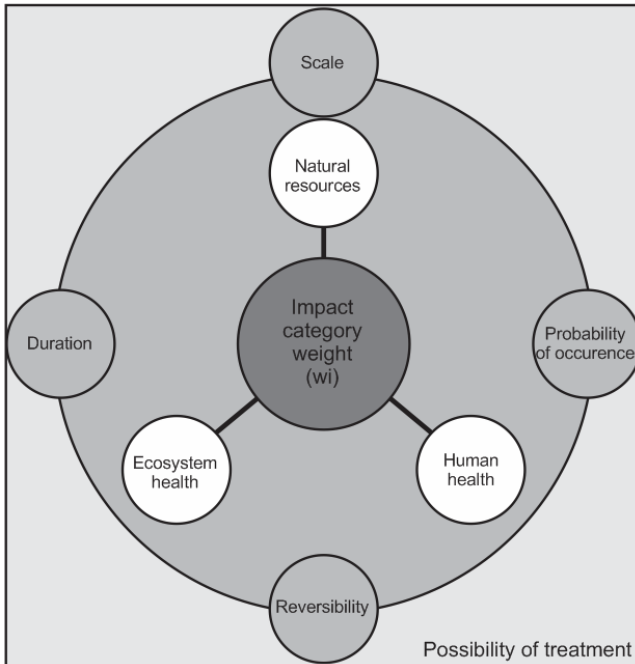 Scale
Natural
resources
Impact
category
weight
(wi)
Duration
Probability
of occurence
Ecosystem
health
Human
health
Reversibility
Possibility of treatment